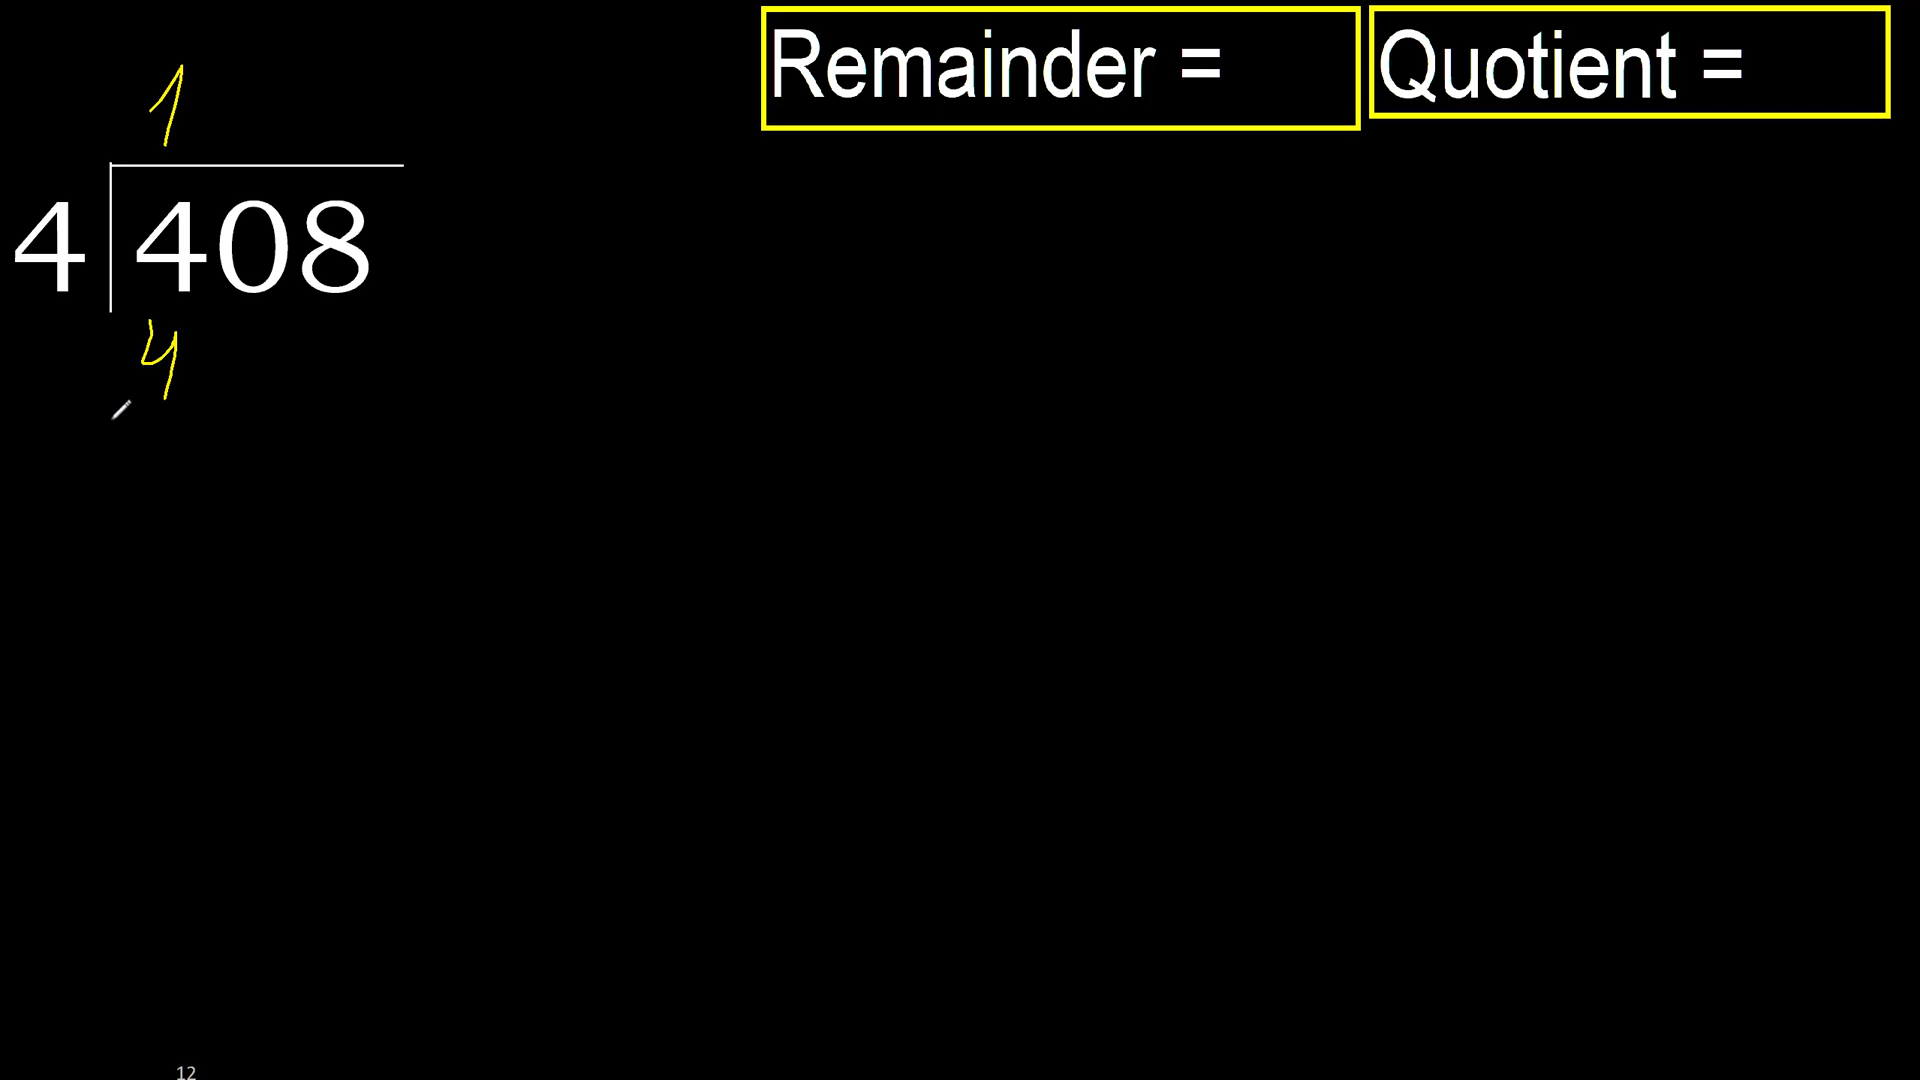 Remainder = Quotient =
1
4 408
4
12